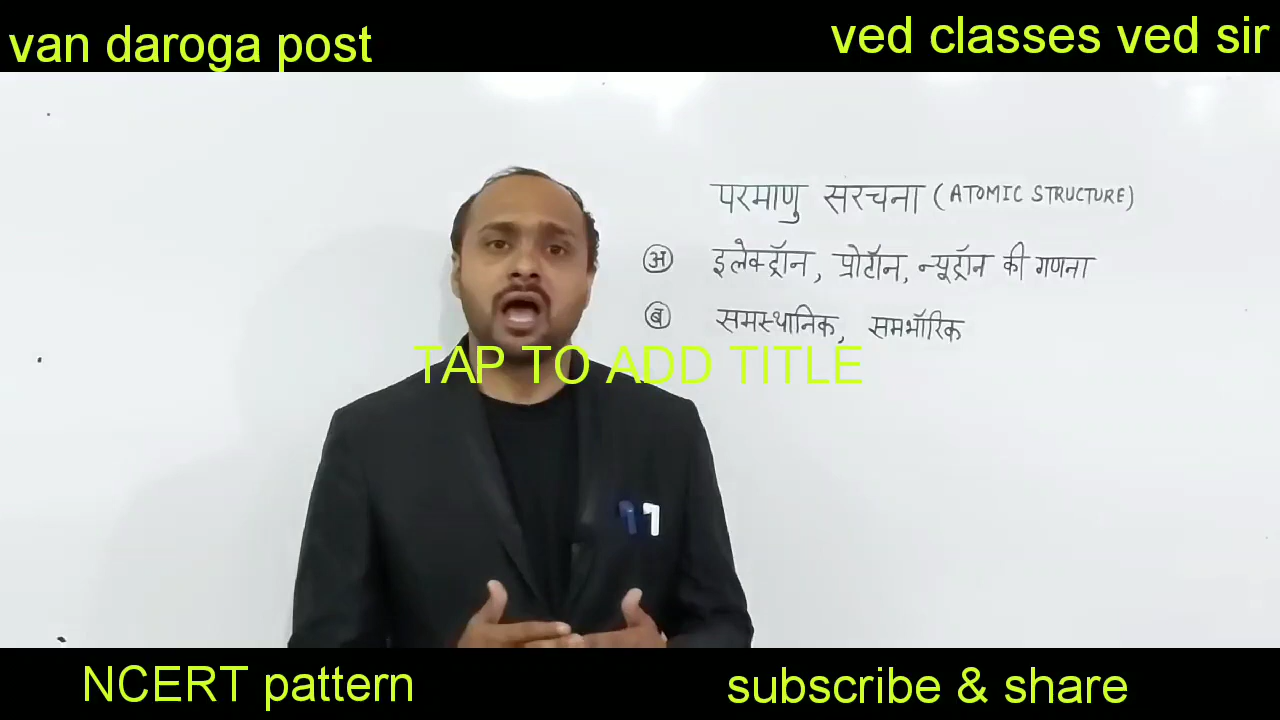 van daroga post
ved classes ved sir
परमाणु सरचना (ATOMIC STRUCTURE)
अ इलेक्ट्रॉन, प्रोटॉन, न्यूट्रॉन की गणना
ब समस्थानिक, समभॉरिक
TAP TO ADD TITLE
NCERT pattern
subscribe & share